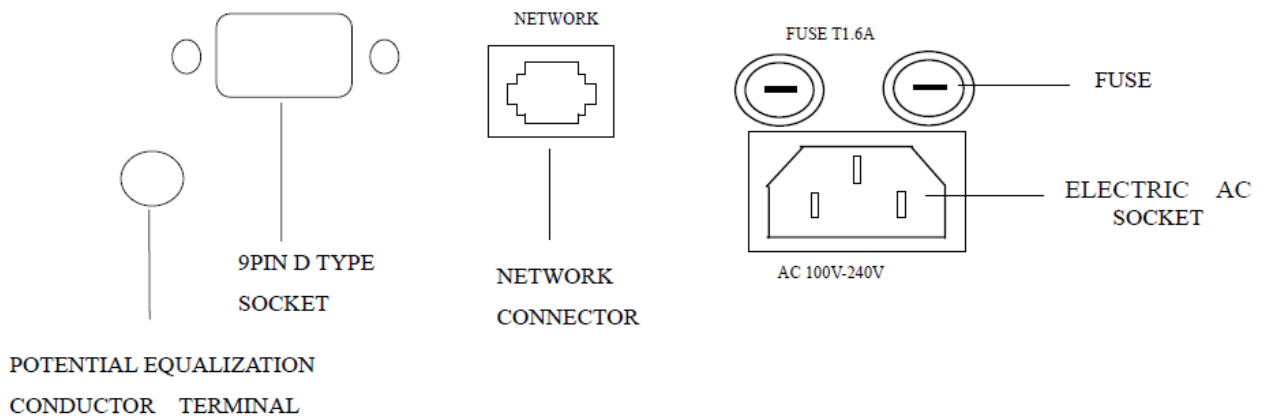 NETWORK
FUSE T1.6A
FUSE
ELECTRIC AC
SOCKET
9PIN D TYPE
SOCKET
NETWORK
CONNECTOR
AC 100V-240V
POTENTIAL EQUALIZATION
CONDUCTOR TERMINAL